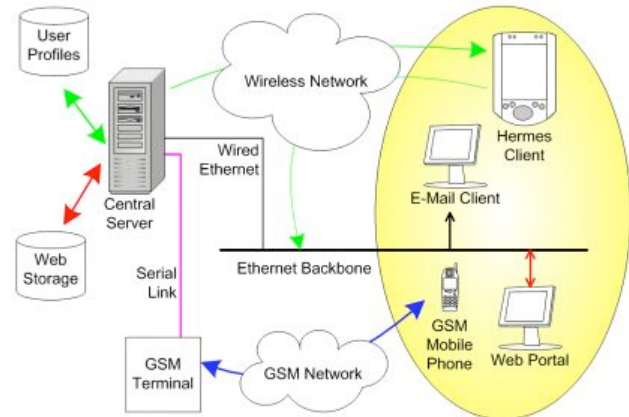 User
Profiles
Wireless Network
Hermes
Client
Wired
Ethernet
E-Mail Client
Central
Server
Web
Storage
Ethernet Backbone
Serial
Link
GSM
Mobile
Phone
Web Portal
GSM
Terminal
GSM Network